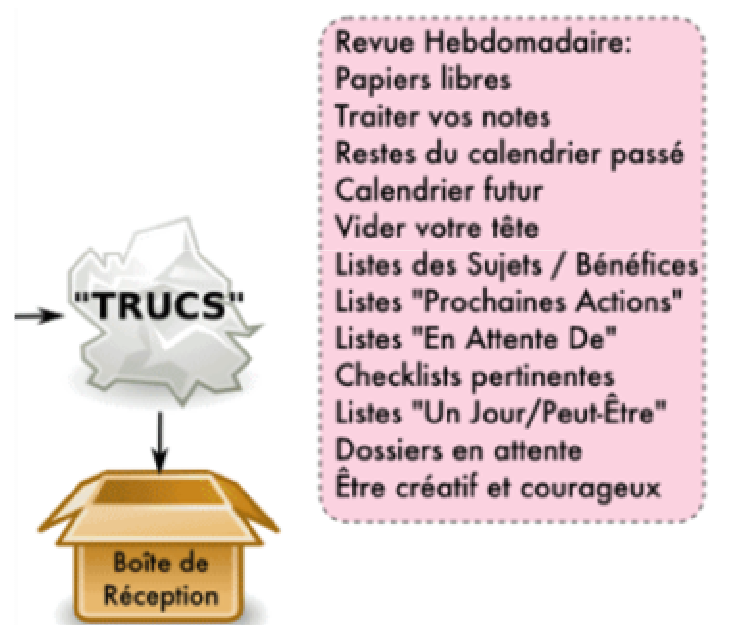 Revue Hebdomadaire:
Papiers libres
Traiter vos notes
Restes du calendrier passé
Calendrier futur
Vider votre tête
Listes des Sujets / Bénéfices
Listes "Prochaines Actions"
Listes "En Attente De"
Checklists pertinentes
Listes "Un Jour/Peut-Être"
Dossiers en attente
Être créatif et courageux
"TRUCS"
Boîte de
Réception